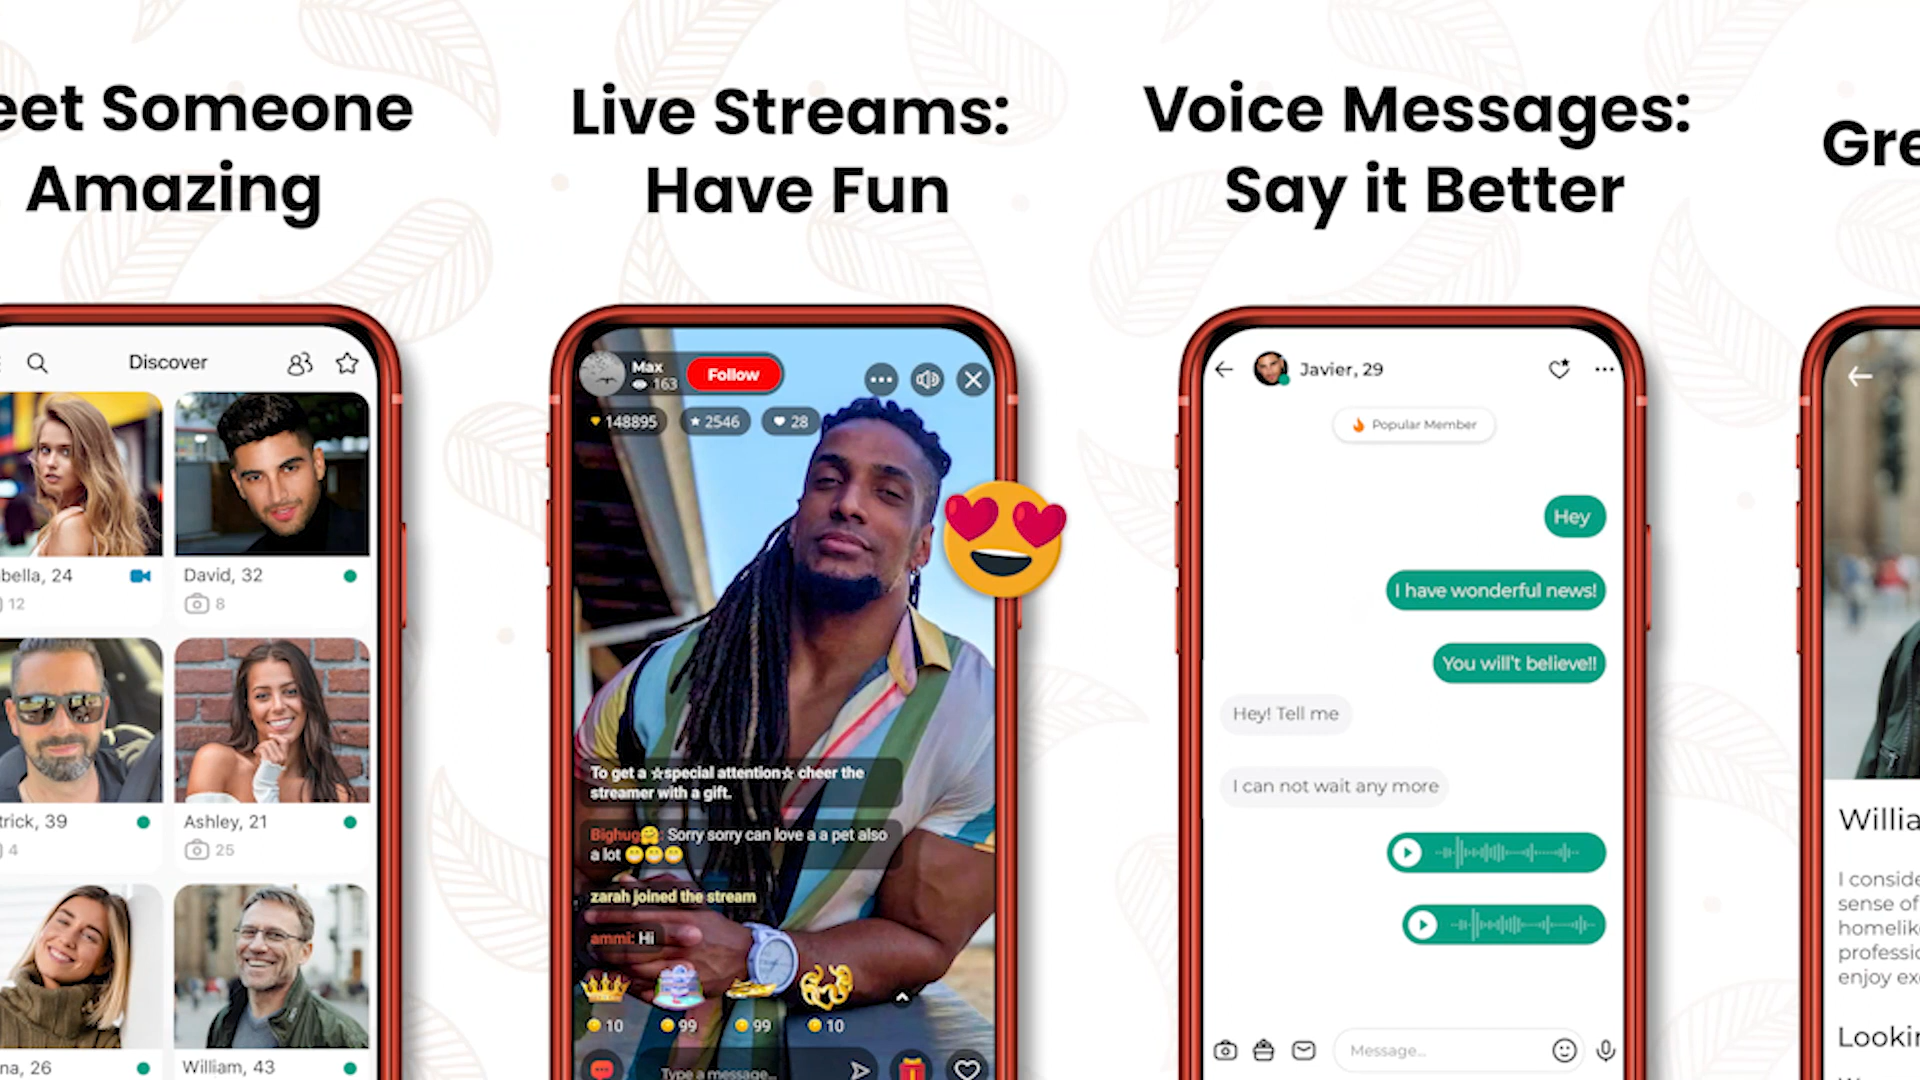 eet Someone
Amazing
Discover
bella, 24
12
David, 32
8
trick, 39
4
Ashley, 21
25
na, 26
William, 43
Live Streams:
Have Fun
Max
163
Follow
148895
2546
28
To get a ☆special attention☆ cheer the
streamer with a gift.
Bighug🤗: Sorry sorry can love a a pet also
a lot 😁😁😁
zarah joined the stream
ammi: Hi
10
99
99
10
Type a message...
Voice Messages:
Say it Better
Javier, 29
Popular Member
Hey
I have wonderful news!
You will't believe!!
Hey! Tell me
I can not wait any more
Message...
Gre
Willia
I conside
sense of
homelik
professio
enjoy ex
Lookin